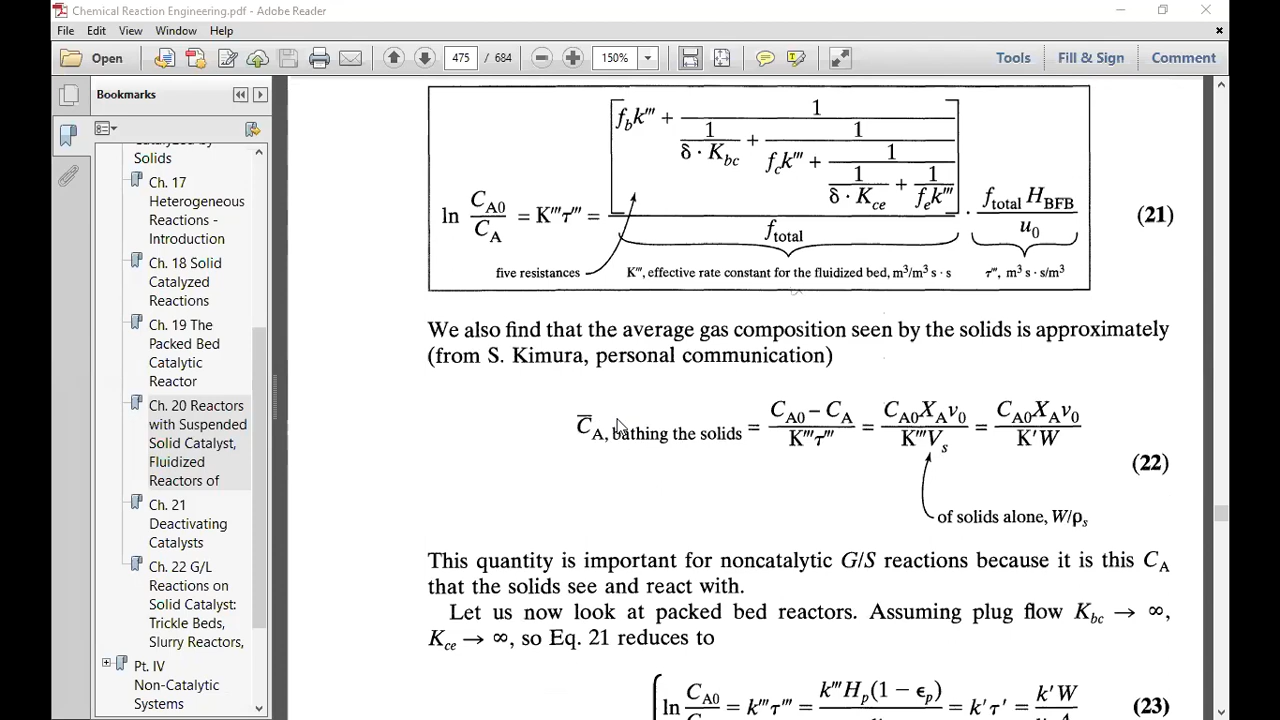 Chemical Reaction Engineering.pdf - Adobe Reader
File Edit View Window Help
Open 475 / 684 150% Tools Fill & Sign Comment
Bookmarks
Solids
Ch. 17
Heterogeneous
Reactions -
Introduction
Ch. 18 Solid
Catalyzed
Reactions
Ch. 19 The
Packed Bed
Catalytic
Reactor
Ch. 20 Reactors
with Suspended
Solid Catalyst,
Fluidized
Reactors of
Ch. 21
Deactivating
Catalysts
Ch. 22 G/L
Reactions on
Solid Catalyst:
Trickle Beds,
Slurry Reactors,
Pt. IV
Non-Catalytic
Systems
ln C_A0/C_A = K‴τ‴ = [f_b k‴ + 1/(1/(δ · K_bc) + 1/(f_c k‴ + 1/(1/(δ · K_ce) + 1/(f_e k‴))))]/f_total · f_total H_BFB/u_0 (21)
five resistances K‴, effective rate constant for the fluidized bed, m³/m³ s · s τ‴, m³ s · s/m³
We also find that the average gas composition seen by the solids is approximately
(from S. Kimura, personal communication)
C̅_A, bathing the solids = (C_A0 − C_A)/(K‴τ‴) = (C_A0 X_A v_0)/(K‴V_s) = (C_A0 X_A v_0)/(K′W)
(22)
of solids alone, W/ρ_s
This quantity is important for noncatalytic G/S reactions because it is this C_A
that the solids see and react with.
Let us now look at packed bed reactors. Assuming plug flow K_bc → ∞,
K_ce → ∞, so Eq. 21 reduces to
ln C_A0/C = k‴τ‴ = k‴H_p(1 − ϵ_p) = k′τ′ = k′W (23)